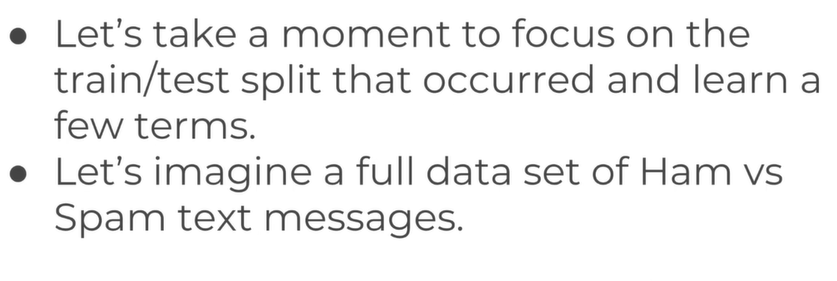 ● Let’s take a moment to focus on the
train/test split that occurred and learn a
few terms.
● Let’s imagine a full data set of Ham vs
Spam text messages.